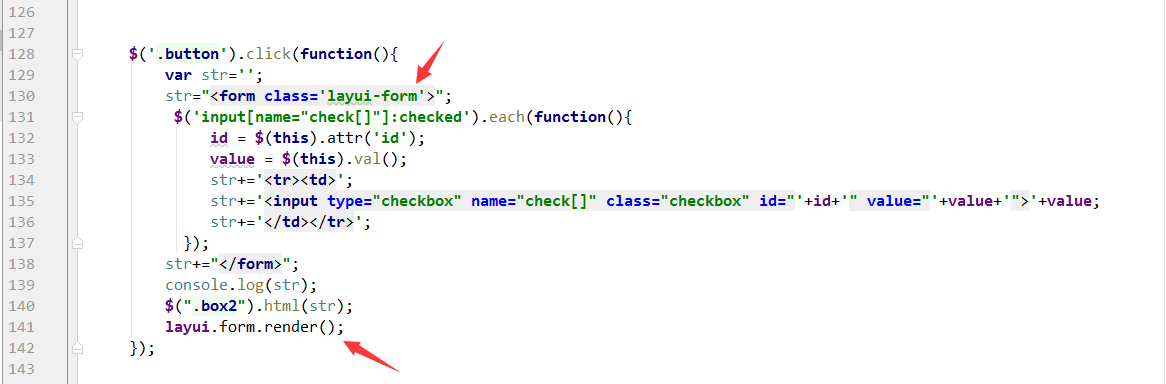 126
127
128 $('.button').click(function(){
129 var str='';
130 str="<form class='layui-form'>";
131 $('input[name="check[]"]:checked').each(function(){
132 id = $(this).attr('id');
133 value = $(this).val();
134 str+='<tr><td>';
135 str+='<input type="checkbox" name="check[]" class="checkbox" id="'+id+'" value="'+value+'">'+value;
136 str+='</td></tr>';
137 });
138 str+="</form>";
139 console.log(str);
140 $(".box2").html(str);
141 layui.form.render();
142 });
143